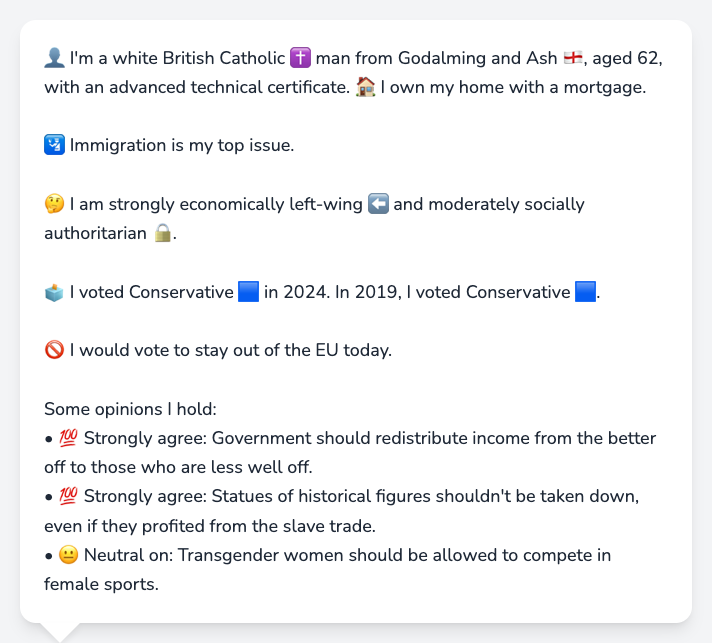 👤 I'm a white British Catholic ✝️ man from Godalming and Ash 🏴󠁧󠁢󠁥󠁮󠁧󠁿, aged 62,
with an advanced technical certificate. 🏠 I own my home with a mortgage.
🛂 Immigration is my top issue.
🤔 I am strongly economically left-wing ⬅️ and moderately socially
authoritarian 🔒.
🗳️ I voted Conservative 🟦 in 2024. In 2019, I voted Conservative 🟦.
🚫 I would vote to stay out of the EU today.
Some opinions I hold:
• 💯 Strongly agree: Government should redistribute income from the better
off to those who are less well off.
• 💯 Strongly agree: Statues of historical figures shouldn't be taken down,
even if they profited from the slave trade.
• 😐 Neutral on: Transgender women should be allowed to compete in
female sports.